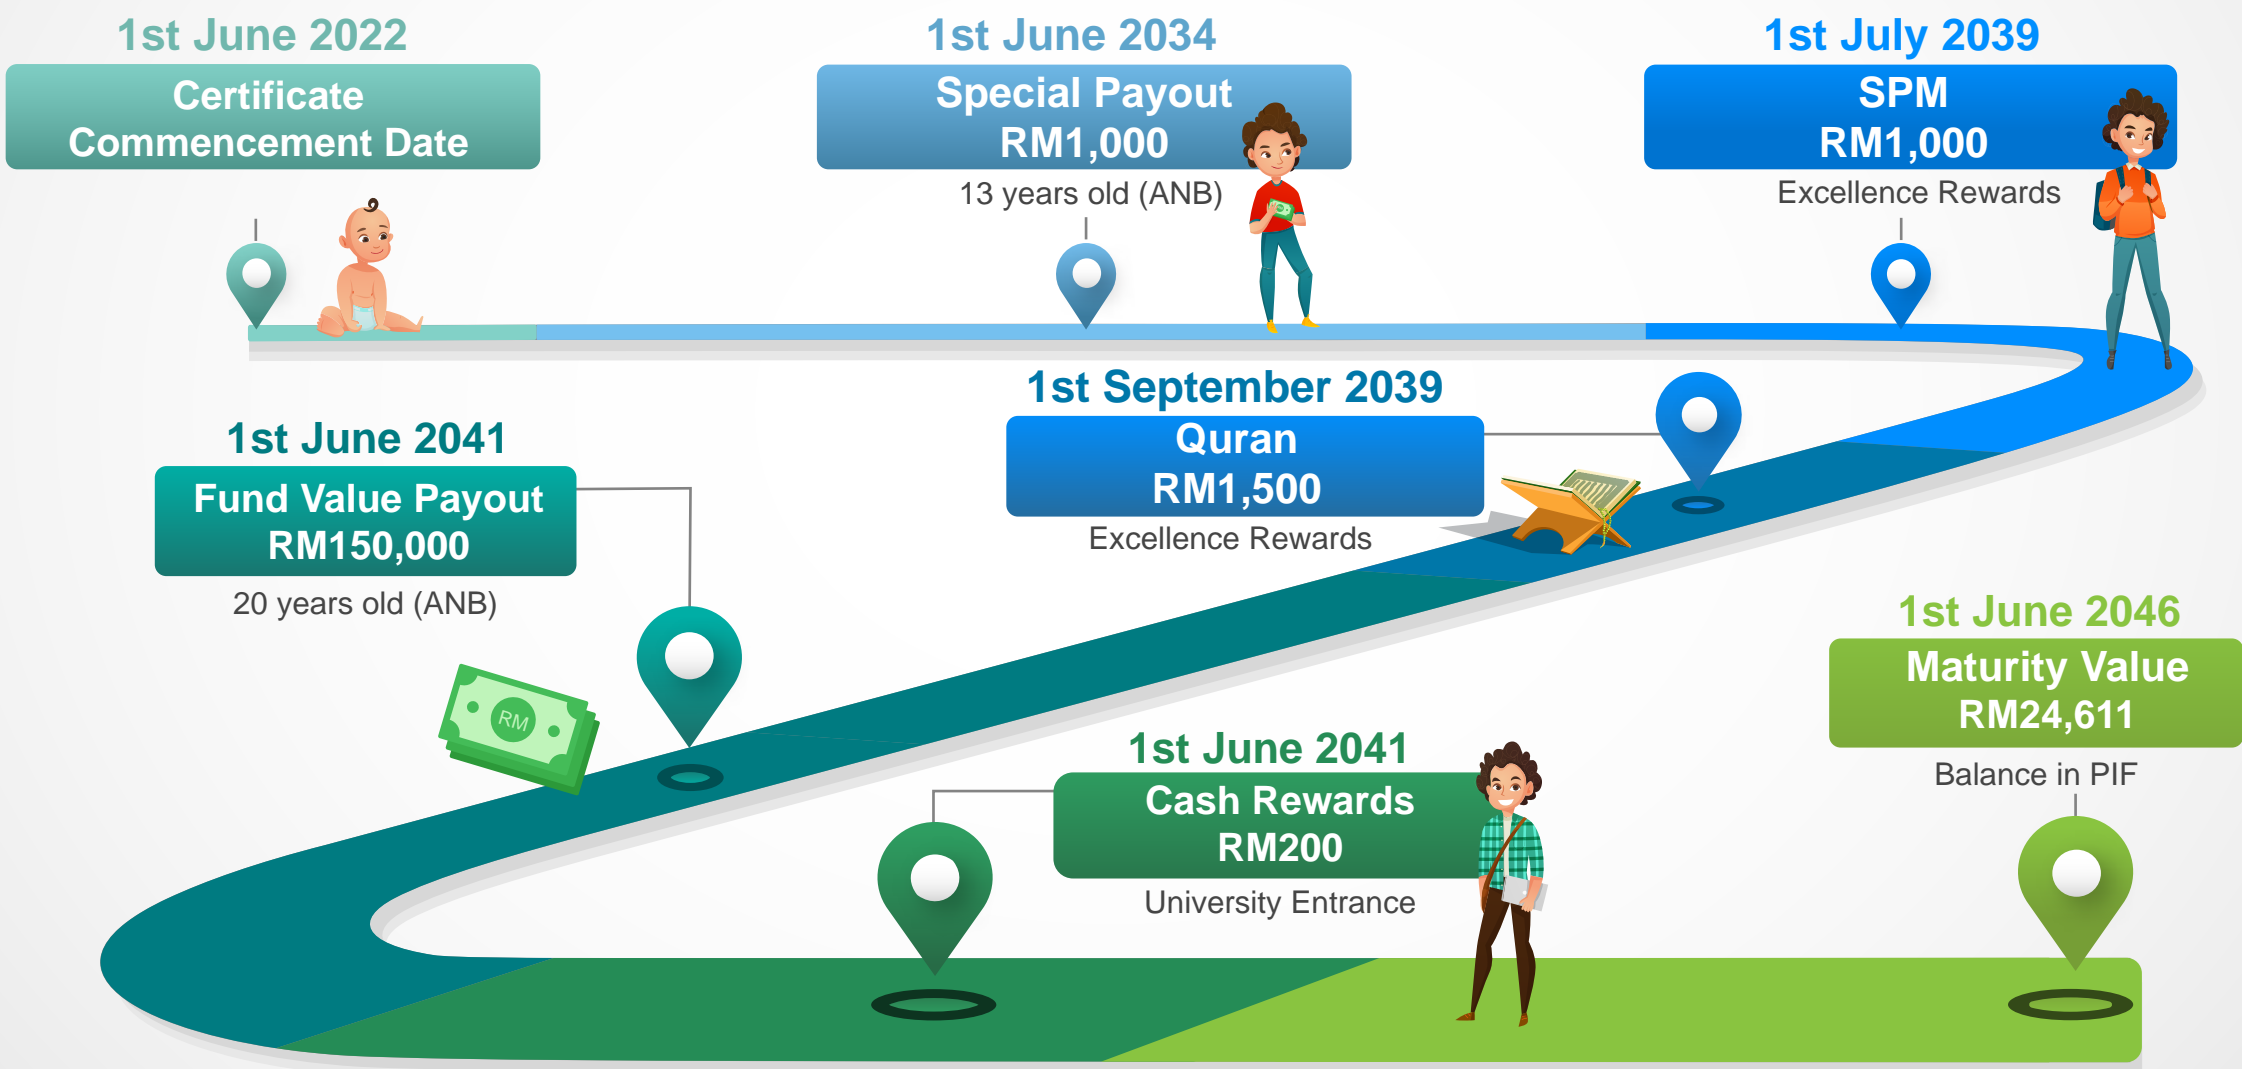 1st June 2022
Certificate
Commencement Date
1st June 2034
Special Payout
RM1,000
13 years old (ANB)
1st July 2039
SPM
RM1,000
Excellence Rewards
1st September 2039
Quran
RM1,500
Excellence Rewards
1st June 2041
Fund Value Payout
RM150,000
20 years old (ANB)
RM
1st June 2041
Cash Rewards
RM200
University Entrance
1st June 2046
Maturity Value
RM24,611
Balance in PIF